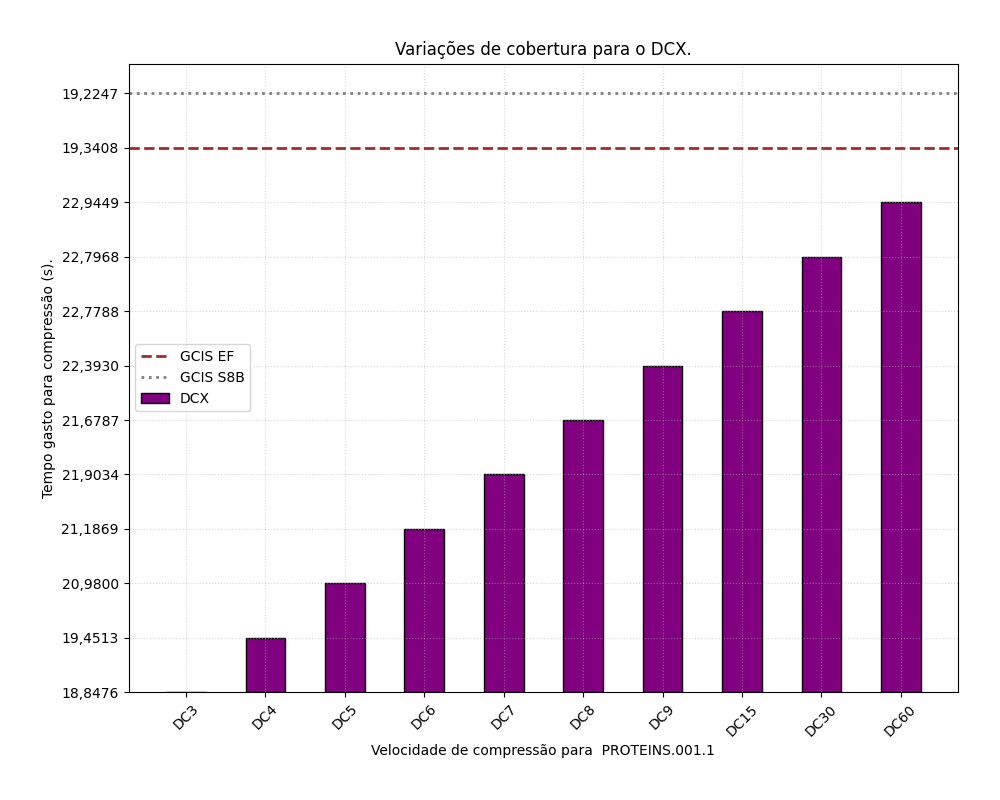 Variações de cobertura para o DCX.
19,2247
19,3408
22,9449
22,7968
22,7788
22,3930
21,6787
21,9034
21,1869
20,9800
19,4513
18,8476
Tempo gasto para compressão (s).
GCIS EF
GCIS S8B
DCX
DC3
DC4
DC5
DC6
DC7
DC8
DC9
DC15
DC30
DC60
Velocidade de compressão para  PROTEINS.001.1